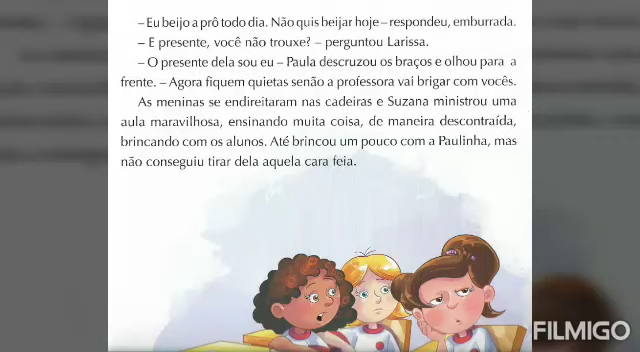 – Eu beijo a prô todo dia. Não quis beijar hoje – respondeu, emburrada.
– E presente, você não trouxe? – perguntou Larissa.
– O presente dela sou eu – Paula descruzou os braços e olhou para a
frente. – Agora fiquem quietas senão a professora vai brigar com vocês.
As meninas se endireitaram nas cadeiras e Suzana ministrou uma
aula maravilhosa, ensinando muita coisa, de maneira descontraída,
brincando com os alunos. Até brincou um pouco com a Paulinha, mas
não conseguiu tirar dela aquela cara feia.
FILMIGO